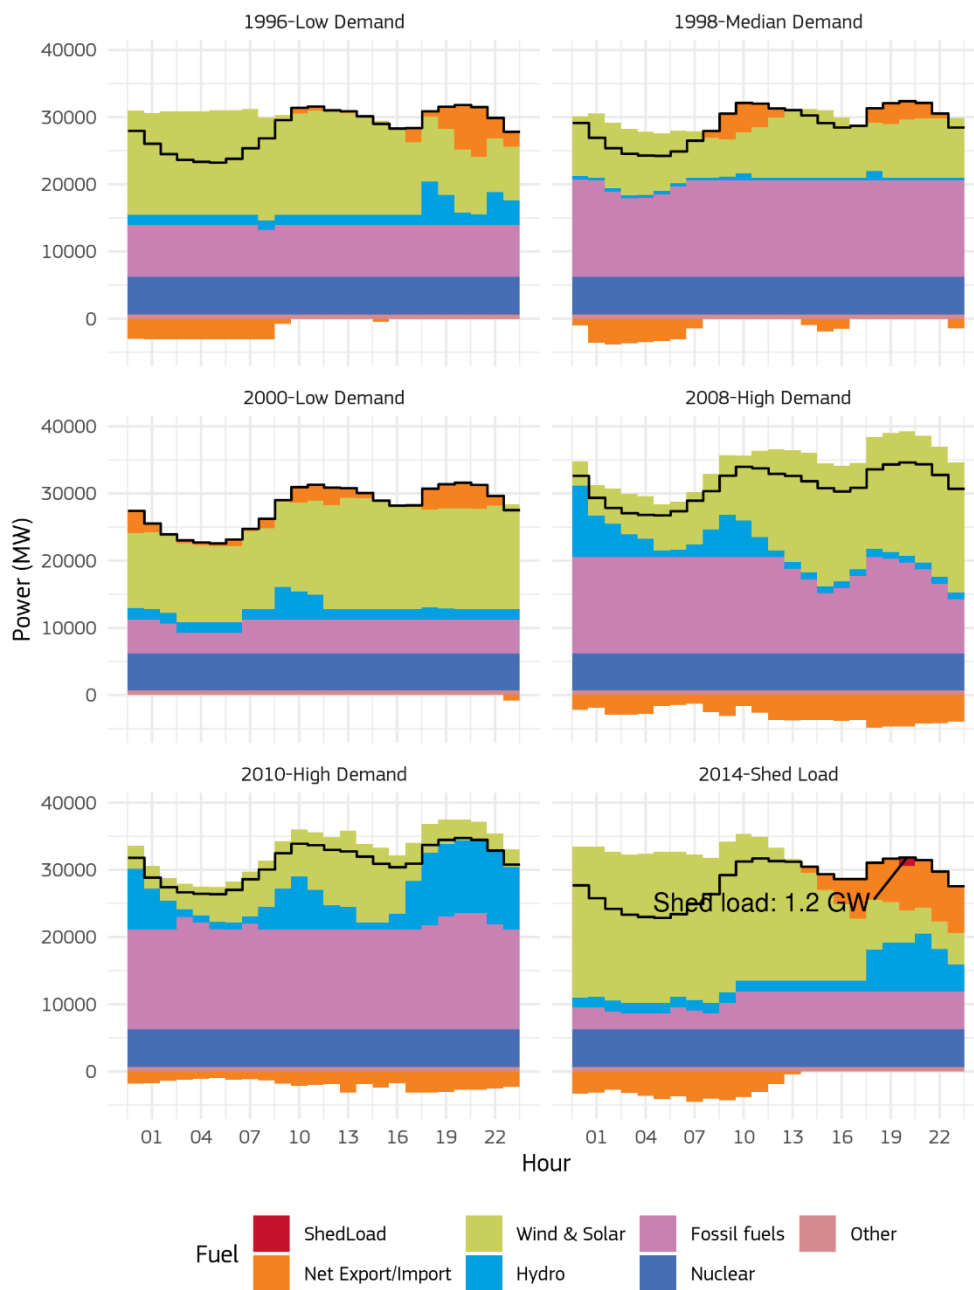 1996-Low Demand
1998-Median Demand
40000
30000
20000
10000
0
2000-Low Demand
2008-High Demand
40000
30000
20000
10000
0
Power (MW)
2010-High Demand
2014-Shed Load
40000
30000
20000
10000
0
Shed load: 1.2 GW
01 04 07 10 13 16 19 22
01 04 07 10 13 16 19 22
Hour
Fuel
ShedLoad
Wind & Solar
Fossil fuels
Other
Net Export/Import
Hydro
Nuclear